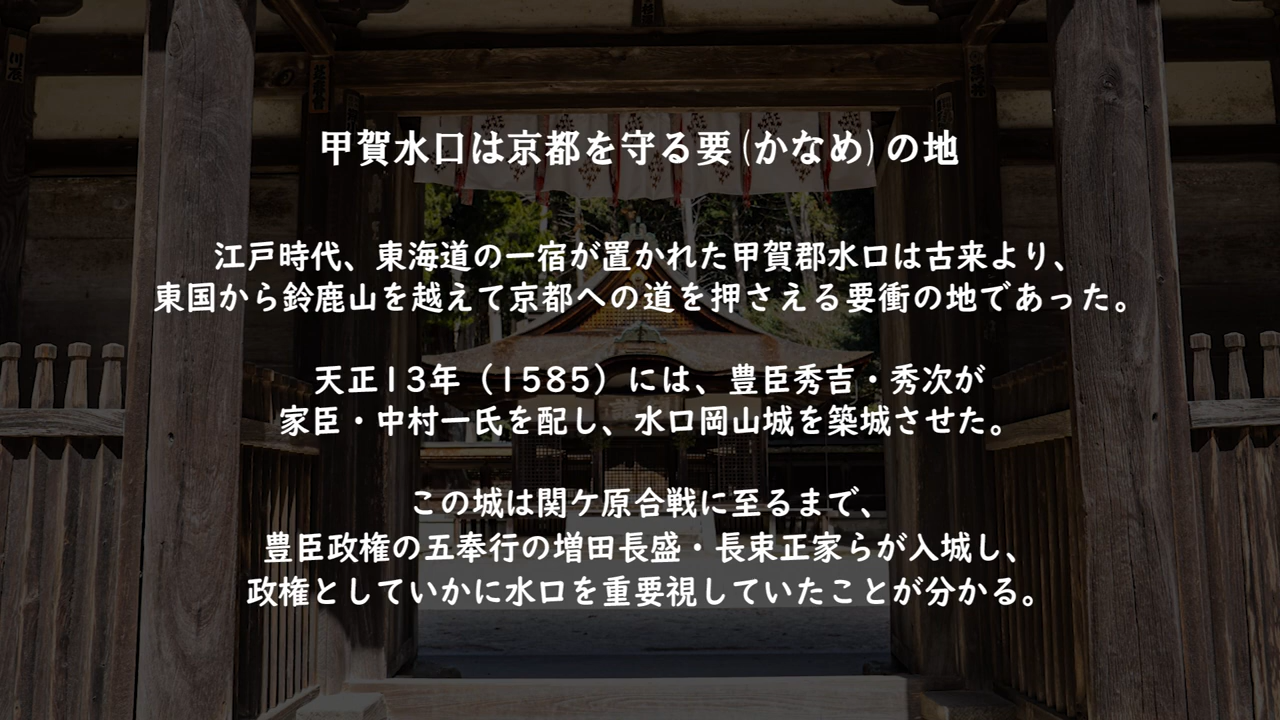 甲賀水口は京都を守る要(かなめ)の地
江戸時代、東海道の一宿が置かれた甲賀郡水口は古来より、
東国から鈴鹿山を越えて京都への道を押さえる要衝の地であった。
天正13年（1585）には、豊臣秀吉・秀次が
家臣・中村一氏を配し、水口岡山城を築城させた。
この城は関ケ原合戦に至るまで、
豊臣政権の五奉行の増田長盛・長束正家らが入城し、
政権としていかに水口を重要視していたことが分かる。